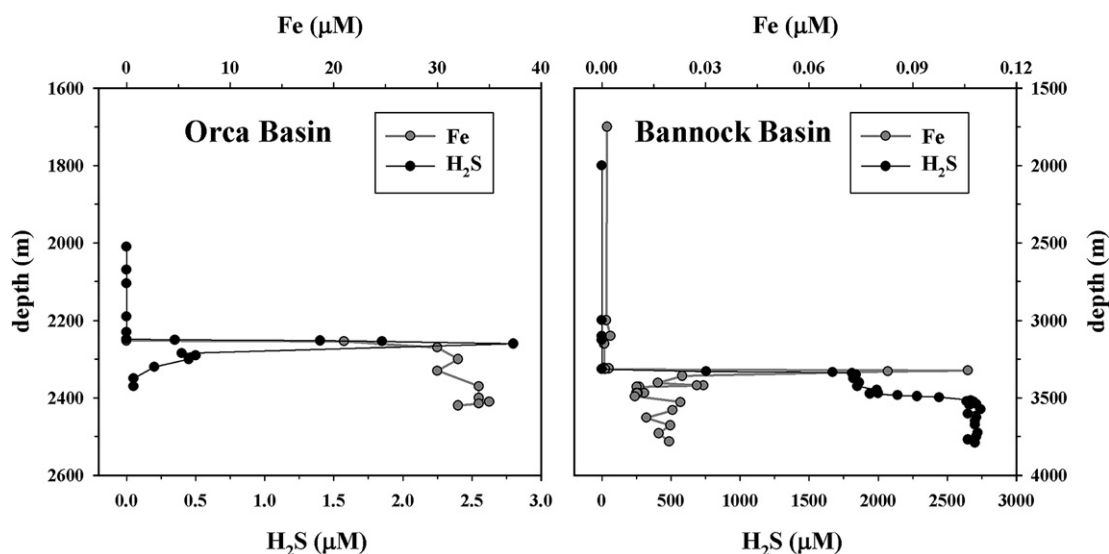 Fe (μM) Fe (μM)
0 10 20 30 40 0.00 0.03 0.06 0.09 0.12
1600 1500
Orca Basin Fe Bannock Basin Fe
H₂S H₂S
1800 2000
2000 2500
depth (m) 2200 3000 depth (m)
2400 3500
2600 4000
0.0 0.5 1.0 1.5 2.0 2.5 3.0 0 500 1000 1500 2000 2500 3000
H₂S (μM) H₂S (μM)